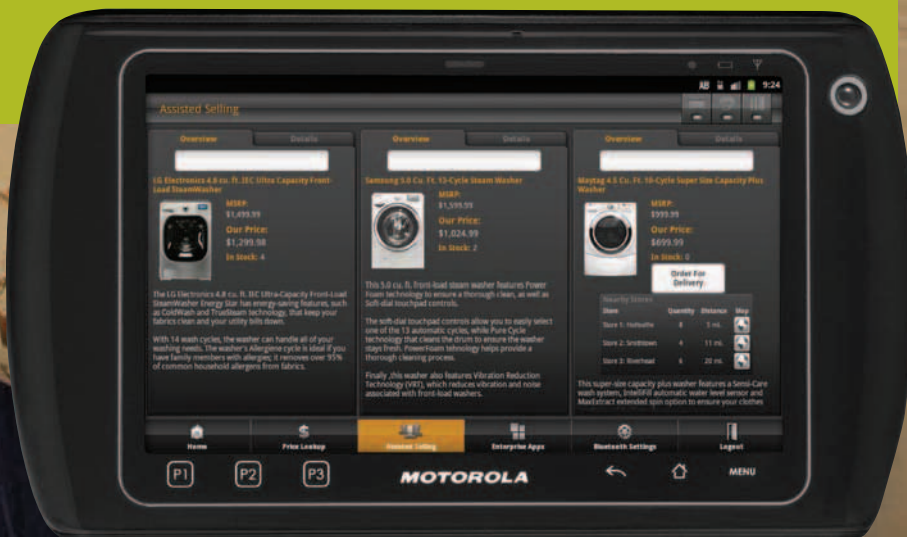 AB 9:24
Assisted Selling
Overview Details
LG Electronics 4.8 cu. ft. IEC Ultra Capacity Front-
Load SteamWasher
MSRP:
$1,499.99
Our Price:
$1,299.98
In Stock: 4
The LG Electronics 4.8 cu. ft. IEC Ultra-Capacity Front-Load
SteamWasher Energy Star has energy-saving features, such
as ColdWash and TrueSteam technology, that keep your
fabrics clean and your utility bills down.
With 14 wash cycles, the washer can handle all of your
washing needs. The washer's Allergiene cycle is ideal if you
have family members with allergies; it removes over 95%
of common household allergens from fabrics.
Overview Details
Samsung 5.0 Cu. Ft. 13-Cycle Steam Washer
MSRP:
$1,599.99
Our Price:
$1,024.99
In Stock: 2
This 5.0 cu. ft. front-load steam washer features Power
Foam technology to ensure a thorough clean, as well as
Soft-dial touchpad controls.
The soft-dial touchpad controls allow you to easily select
one of the 13 automatic cycles, while Pure Cycle
technology that cleans the drum to ensure the washer
stays fresh. PowerFoam tehnology helps provide a
thorough cleaning process.
Finally ,this washer also features Vibration Reduction
Technology (VRT), which reduces vibration and noise
associated with front-load washers.
Overview Details
Maytag 4.5 Cu. Ft. 10-Cycle Super Size Capacity Plus
Washer
MSRP:
$999.99
Our Price:
$699.99
In Stock: 0
Order For
Delivery
Nearby Stores
Store Quantity Distance Map
Store 1: 8 5 mi.
Store 2: Smithtown 4 11 mi.
Store 3: Riverhead 6 20 mi.
This super-size capacity plus washer features a Sensi-Care
wash system, IntelliFill automatic water level sensor and
MaxExtract extended spin option to ensure your clothes
Home Price Lookup Assisted Selling Enterprise Apps Bluetooth Settings Logout
P1 P2 P3 MOTOROLA MENU